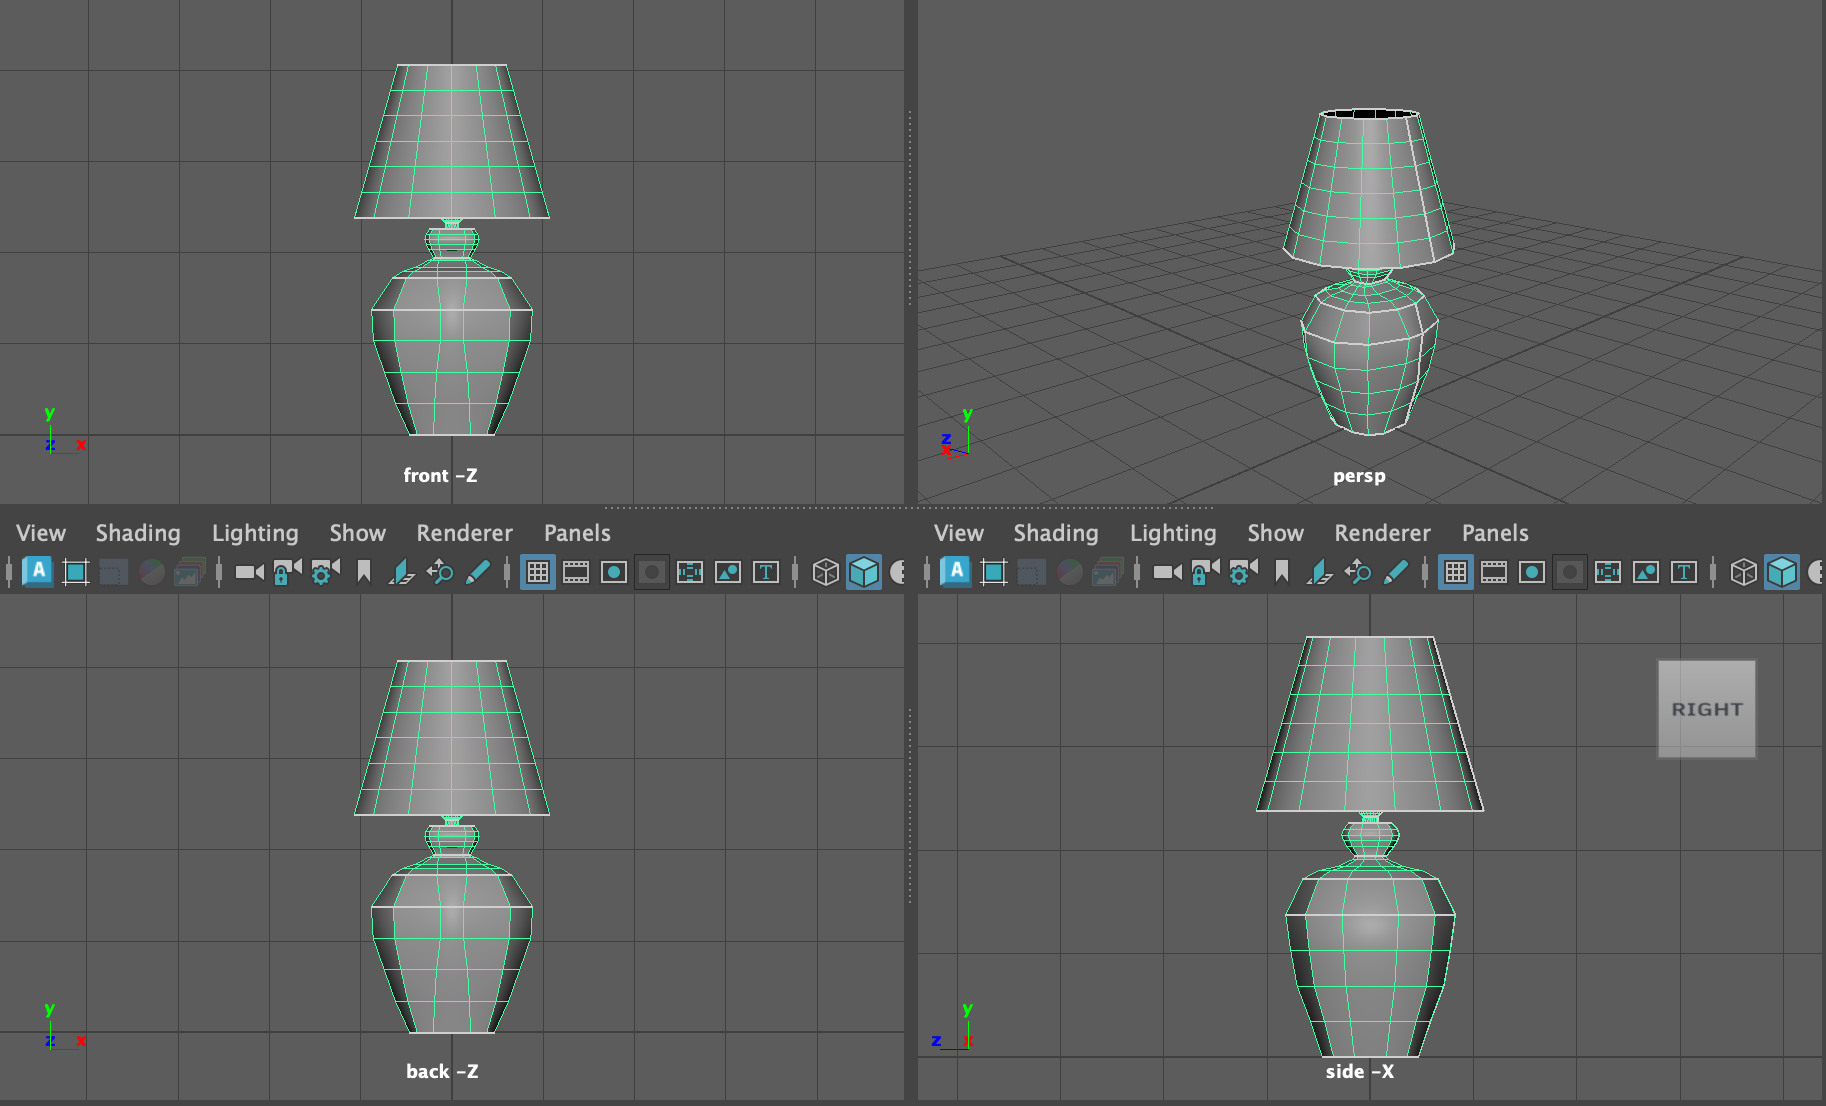 y
z x
front -Z
y
z
x
persp
View Shading Lighting Show Renderer Panels
A T
View Shading Lighting Show Renderer Panels
A T
RIGHT
y
z x
back -Z
y
z x
side -X